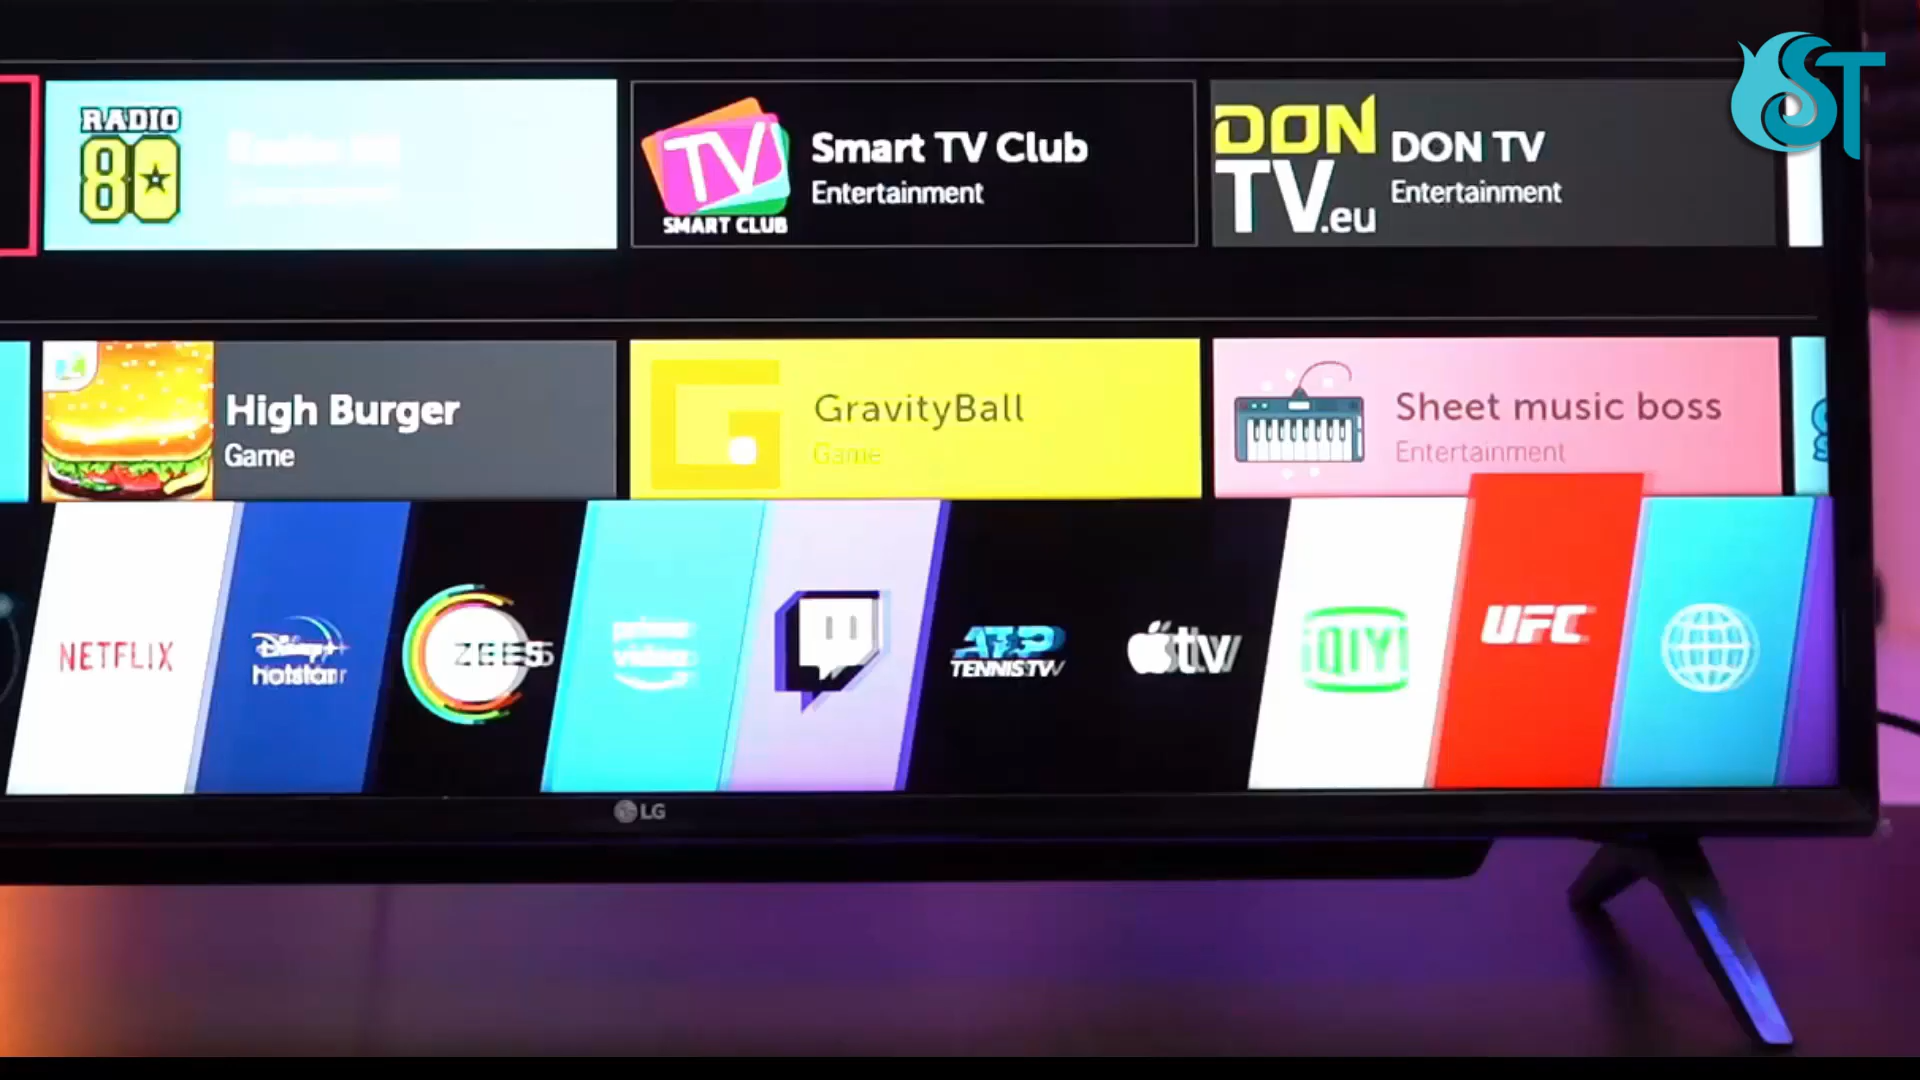 ST
RADIO
80
Smart TV Club
Entertainment
TV
SMART CLUB
DON
TV.eu
DON TV
Entertainment
High Burger
Game
GravityBall
Game
Sheet music boss
Entertainment
NETFLIX
Disney+
hotstar
ZEE5
prime
video
ATP
TENNIS TV
tv
iQIYI
UFC
LG